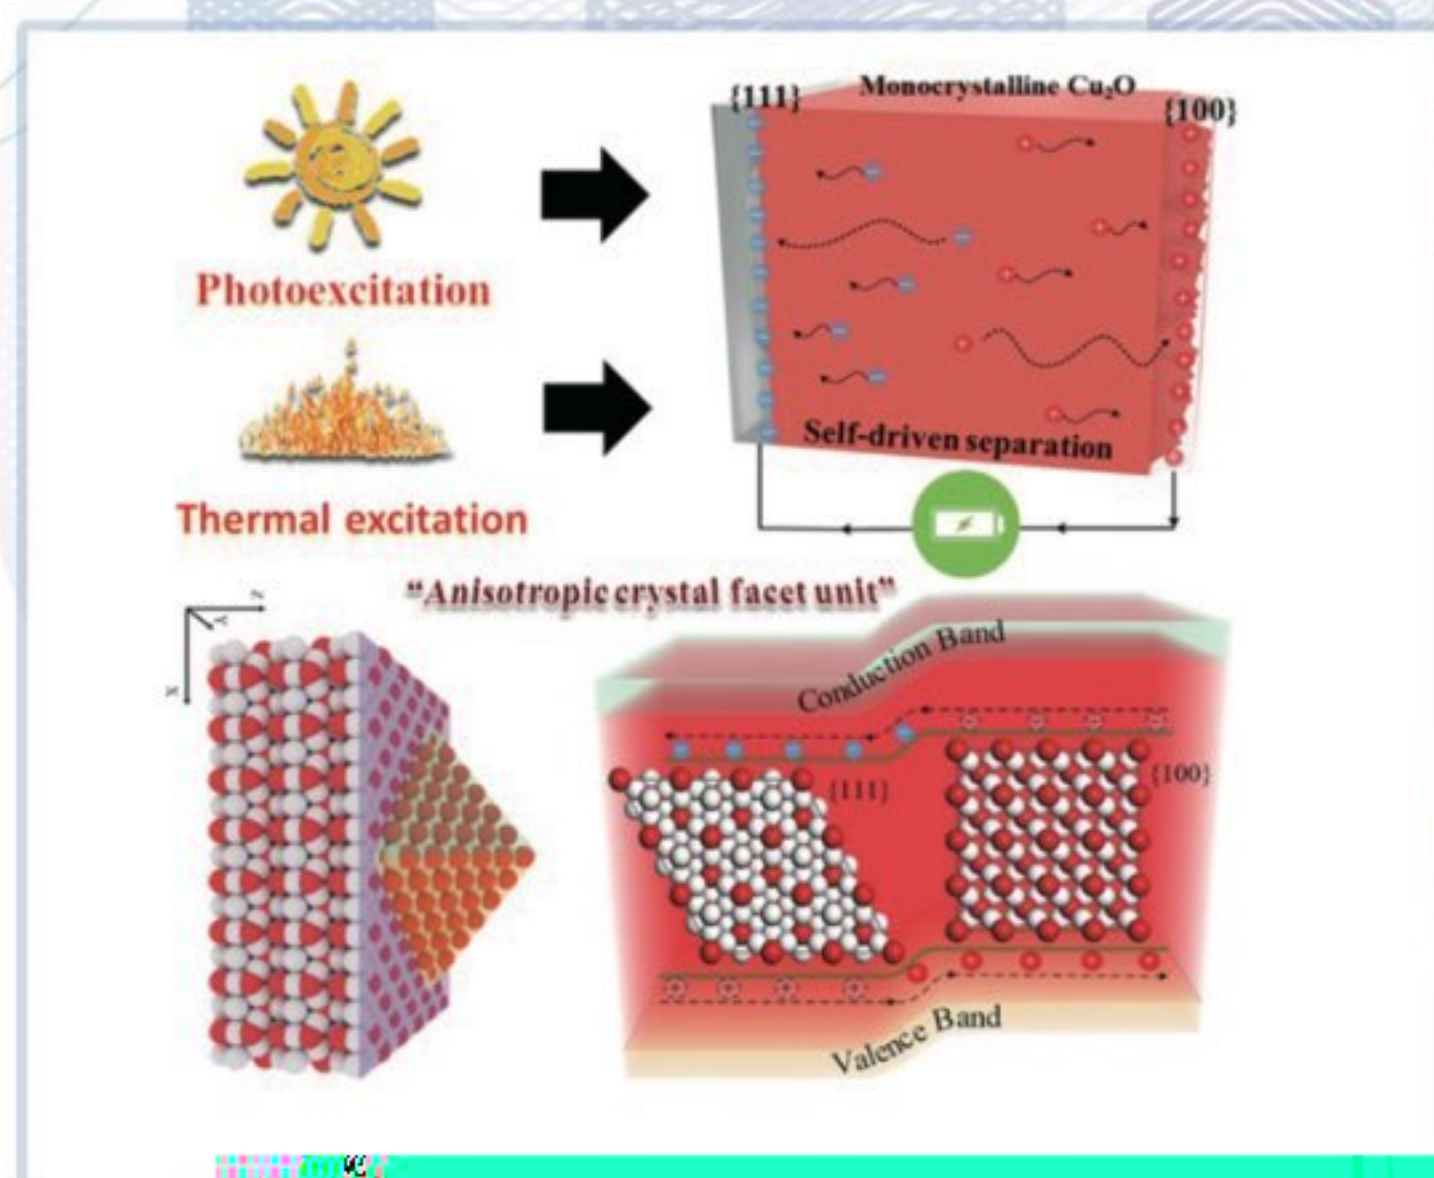 Monocrystalline Cu₂O
{111}
{100}
Photoexcitation
Self-driven separation
Thermal excitation
“Anisotropic crystal facet unit”
Z
Y
X
Conduction Band
{111}
{100}
Valence Band